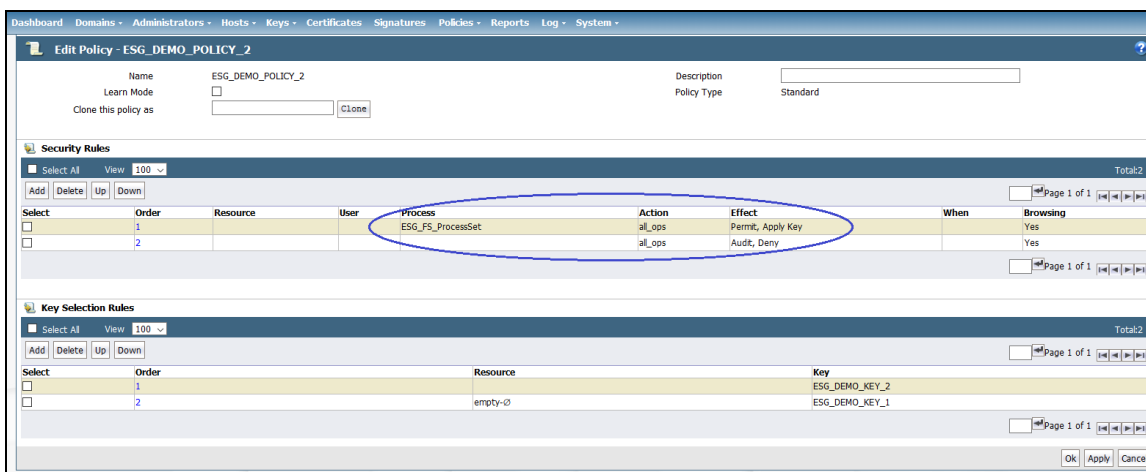 Dashboard Domains Administrators Hosts Keys Certificates Signatures Policies Reports Log System
Edit Policy - ESG_DEMO_POLICY_2 ?
Name ESG_DEMO_POLICY_2 Description
Learn Mode Policy Type Standard
Clone this policy as Clone
Security Rules
Select All View 100 Total:2
Add Delete Up Down Page 1 of 1
Select Order Resource User Process Action Effect When Browsing
1 ESG_FS_ProcessSet all_ops Permit, Apply Key Yes
2 all_ops Audit, Deny Yes
Page 1 of 1
Key Selection Rules
Select All View 100 Total:2
Add Delete Up Down Page 1 of 1
Select Order Resource Key
1 ESG_DEMO_KEY_2
2 empty-∅ ESG_DEMO_KEY_1
Page 1 of 1
Ok Apply Cance